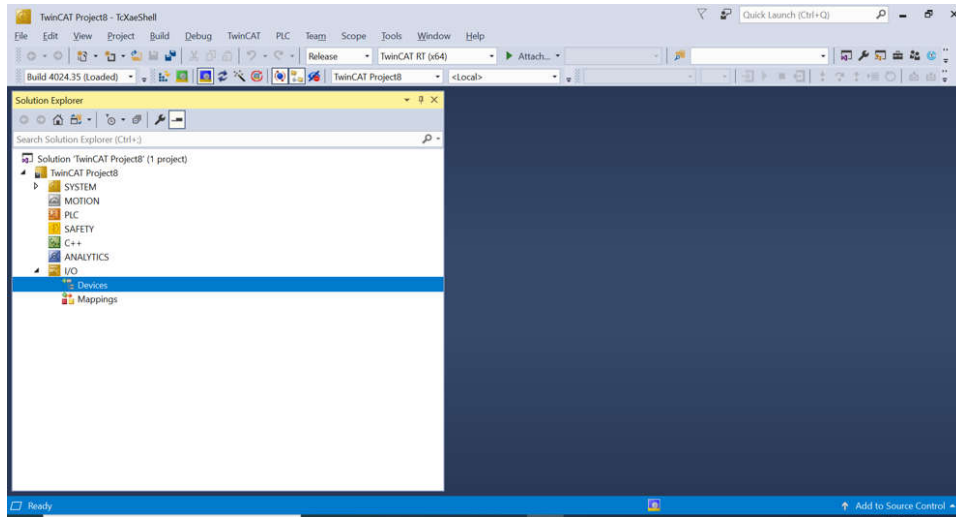 TwinCAT Project8 - TcXaeShell
Quick Launch (Ctrl+Q)
File Edit View Project Build Debug TwinCAT PLC Team Scope Tools Window Help
Release TwinCAT RT (x64) Attach...
Build 4024.35 (Loaded) TwinCAT Project8 <Local>
Solution Explorer
Search Solution Explorer (Ctrl+;)
Solution 'TwinCAT Project8' (1 project)
TwinCAT Project8
SYSTEM
MOTION
PLC
SAFETY
C++
ANALYTICS
I/O
Devices
Mappings
Ready
Add to Source Control